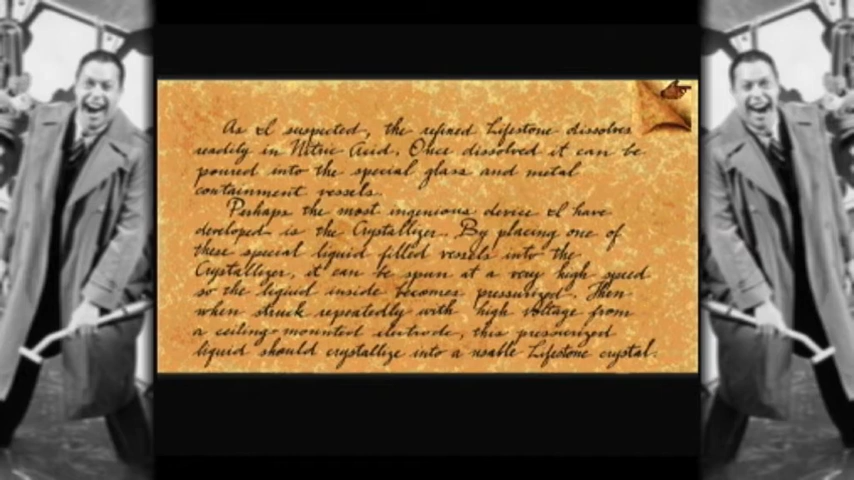 As I suspected, the refined Lifestone dissolves
readily in Nitric Acid. Once dissolved it can be
poured into the special glass and metal
containment vessels.
Perhaps the most ingenious device I have
developed is the Crystallizer. By placing one of
these special liquid filled vessels into the
Crystallizer, it can be spun at a very high speed
so the liquid inside becomes pressurized. Then
when struck repeatedly with high voltage from
a ceiling-mounted electrode, this pressurized
liquid should crystallize into a usable Lifestone crystal.